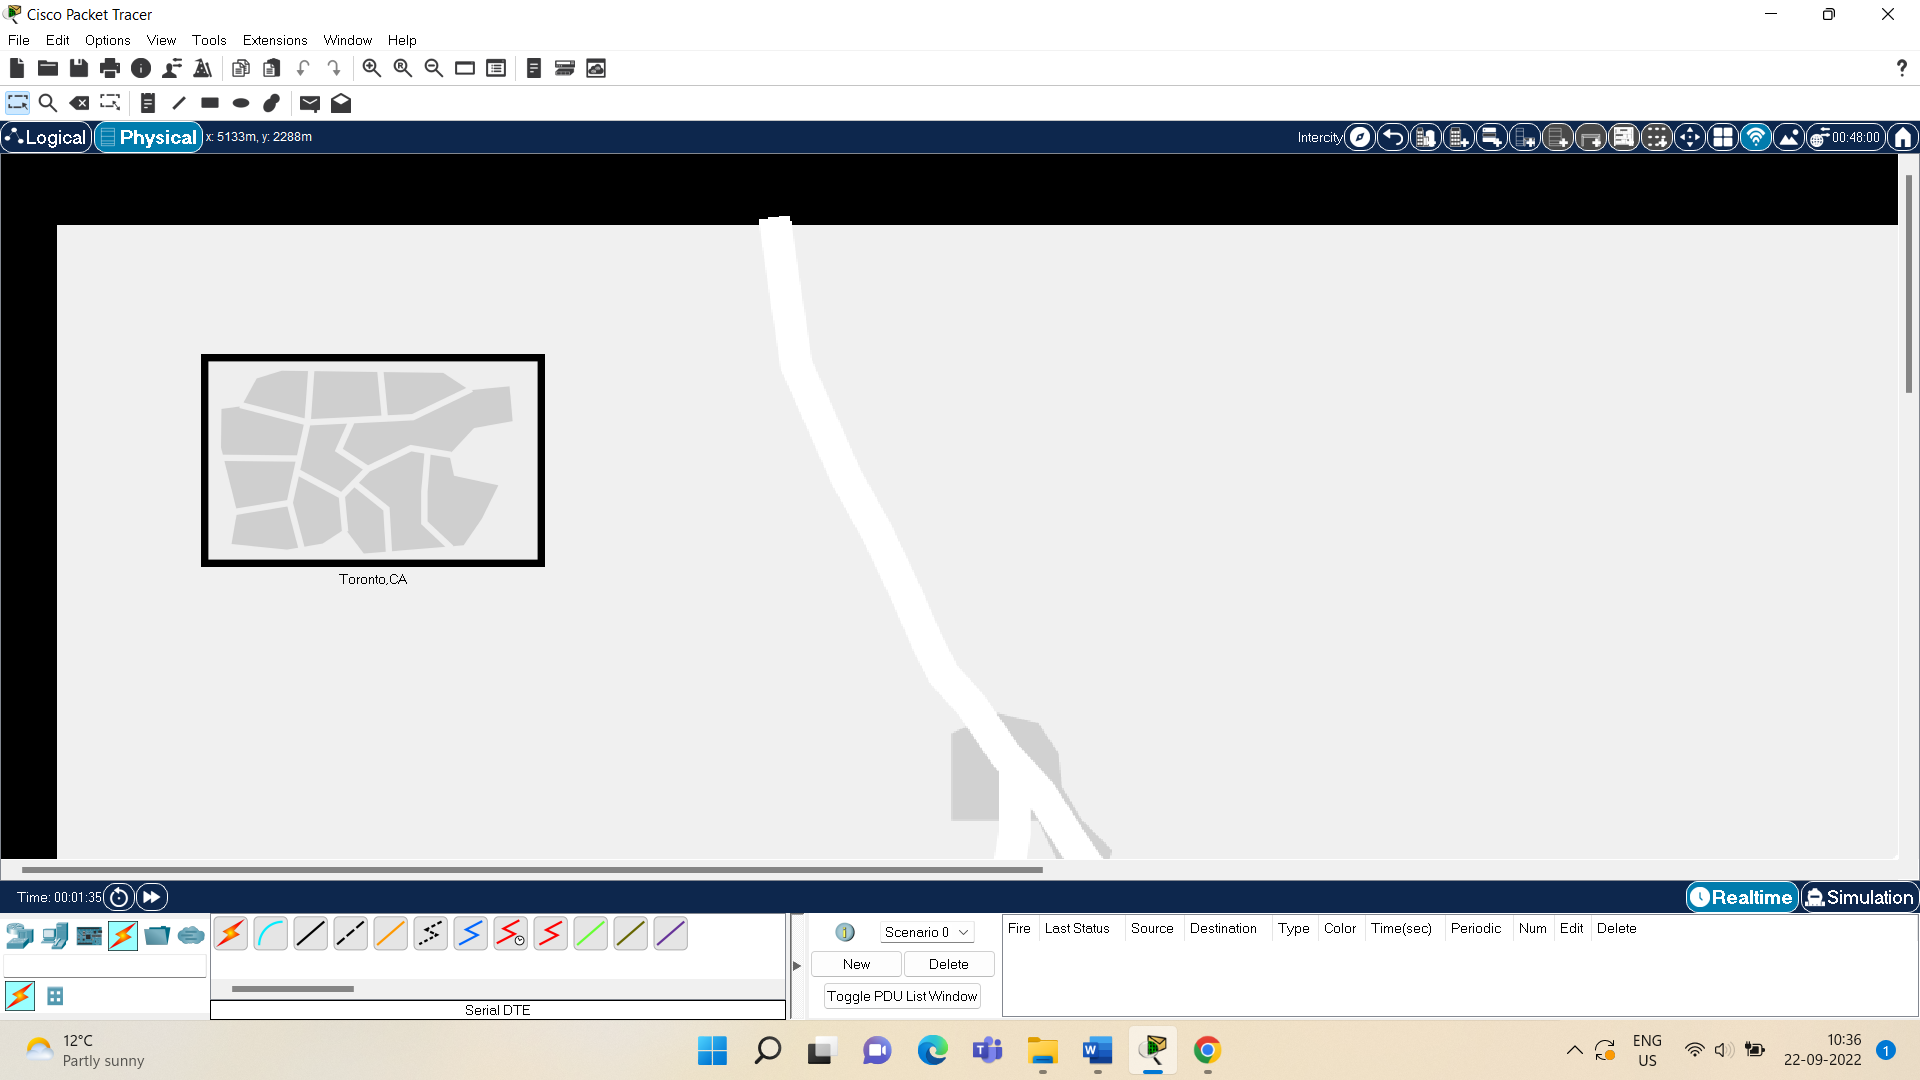 Cisco Packet Tracer
File Edit Options View Tools Extensions Window Help
?
Logical Physical x: 5133m, y: 2288m Intercity 00:48:00
Toronto,CA
Time: 00:01:35 Realtime Simulation
Scenario 0 Fire Last Status Source Destination Type Color Time(sec) Periodic Num Edit Delete
New Delete
Toggle PDU List Window
Serial DTE
12°C
Partly sunny
ENG
US
10:36
22-09-2022
1